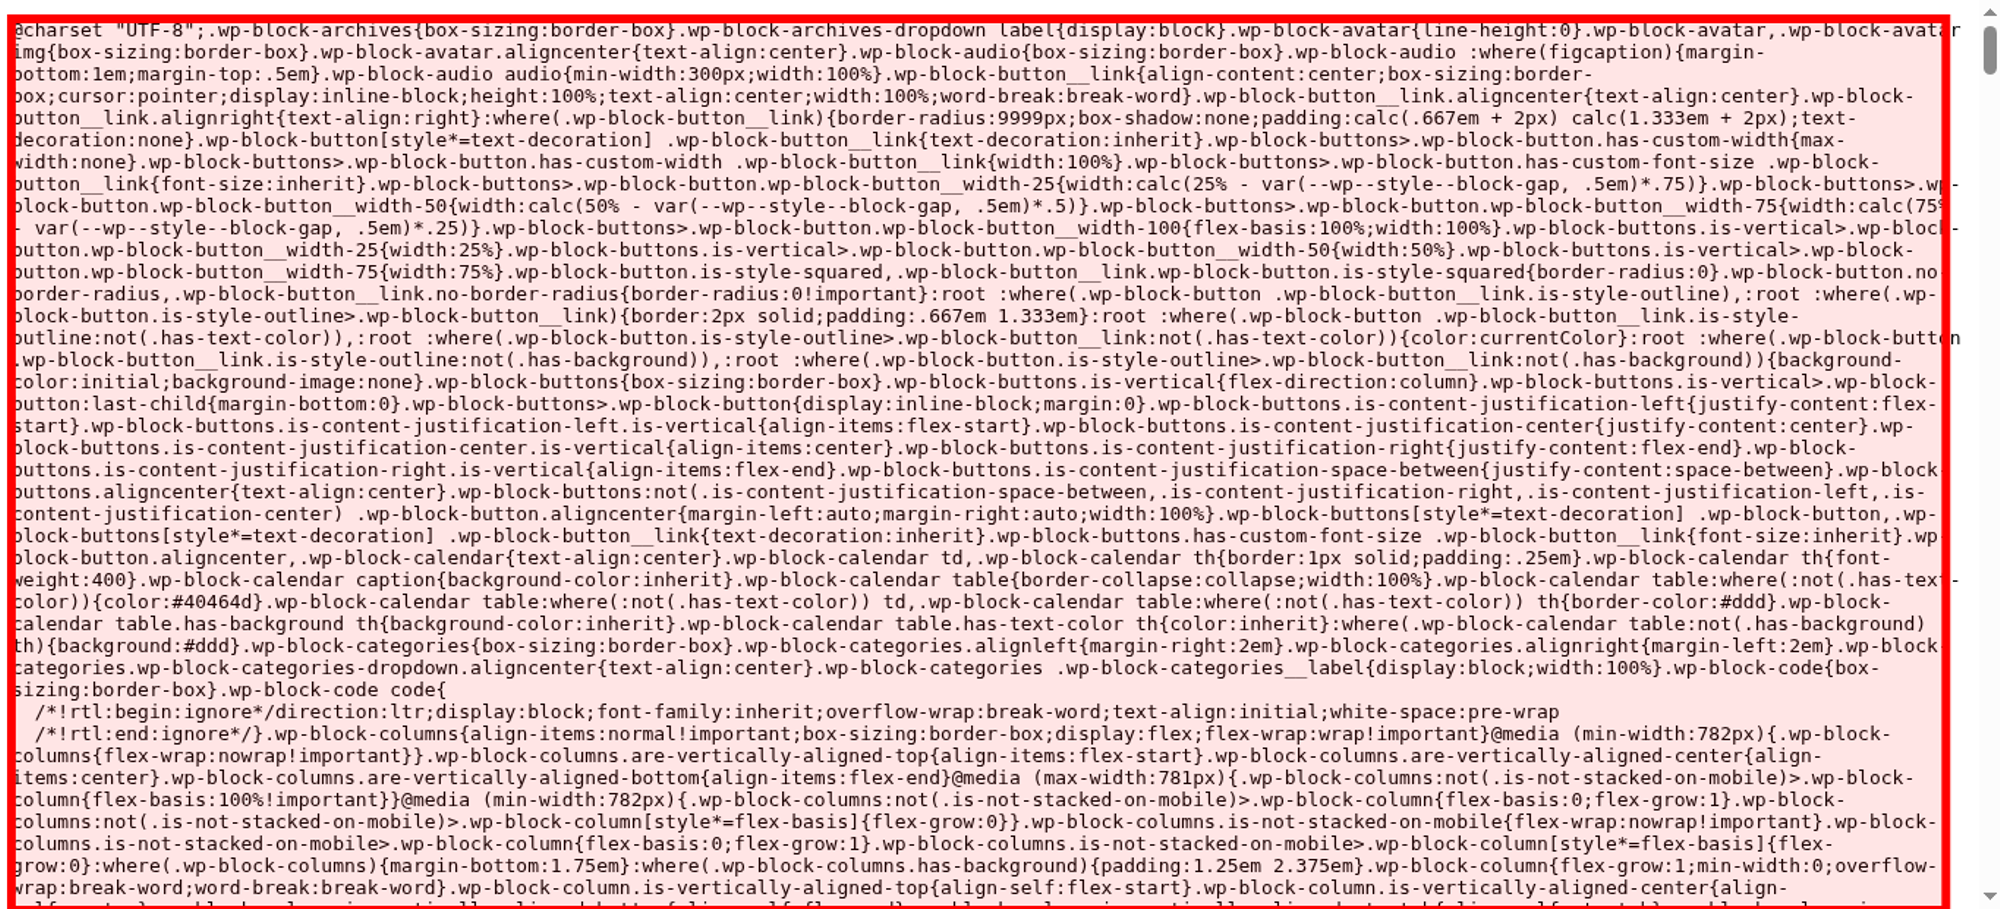 @charset "UTF-8";.wp-block-archives{box-sizing:border-box}.wp-block-archives-dropdown label{display:block}.wp-block-avatar{line-height:0}.wp-block-avatar,.wp-block-avatar
img{box-sizing:border-box}.wp-block-avatar.aligncenter{text-align:center}.wp-block-audio{box-sizing:border-box}.wp-block-audio :where(figcaption){margin-
bottom:1em;margin-top:.5em}.wp-block-audio audio{min-width:300px;width:100%}.wp-block-button__link{align-content:center;box-sizing:border-
box;cursor:pointer;display:inline-block;height:100%;text-align:center;width:100%;word-break:break-word}.wp-block-button__link.aligncenter{text-align:center}.wp-block-
button__link.alignright{text-align:right}:where(.wp-block-button__link){border-radius:9999px;box-shadow:none;padding:calc(.667em + 2px) calc(1.333em + 2px);text-
decoration:none}.wp-block-button[style*=text-decoration] .wp-block-button__link{text-decoration:inherit}.wp-block-buttons>.wp-block-button.has-custom-width{max-
width:none}.wp-block-buttons>.wp-block-button.has-custom-width .wp-block-button__link{width:100%}.wp-block-buttons>.wp-block-button.has-custom-font-size .wp-block-
button__link{font-size:inherit}.wp-block-buttons>.wp-block-button.wp-block-button__width-25{width:calc(25% - var(--wp--style--block-gap, .5em)*.75)}.wp-block-buttons>.wp-
block-button.wp-block-button__width-50{width:calc(50% - var(--wp--style--block-gap, .5em)*.5)}.wp-block-buttons>.wp-block-button.wp-block-button__width-75{width:calc(75%
- var(--wp--style--block-gap, .5em)*.25)}.wp-block-buttons>.wp-block-button.wp-block-button__width-100{flex-basis:100%;width:100%}.wp-block-buttons.is-vertical>.wp-block-
button.wp-block-button__width-25{width:25%}.wp-block-buttons.is-vertical>.wp-block-button.wp-block-button__width-50{width:50%}.wp-block-buttons.is-vertical>.wp-block-
button.wp-block-button__width-75{width:75%}.wp-block-button.is-style-squared,.wp-block-button__link.wp-block-button.is-style-squared{border-radius:0}.wp-block-button.no-
border-radius,.wp-block-button__link.no-border-radius{border-radius:0!important}:root :where(.wp-block-button .wp-block-button__link.is-style-outline),:root :where(.wp-
block-button.is-style-outline>.wp-block-button__link){border:2px solid;padding:.667em 1.333em}:root :where(.wp-block-button .wp-block-button__link.is-style-
outline:not(.has-text-color)),:root :where(.wp-block-button.is-style-outline>.wp-block-button__link:not(.has-text-color)){color:currentColor}:root :where(.wp-block-button
.wp-block-button__link.is-style-outline:not(.has-background)),:root :where(.wp-block-button.is-style-outline>.wp-block-button__link:not(.has-background)){background-
color:initial;background-image:none}.wp-block-buttons{box-sizing:border-box}.wp-block-buttons.is-vertical{flex-direction:column}.wp-block-buttons.is-vertical>.wp-block-
button:last-child{margin-bottom:0}.wp-block-buttons>.wp-block-button{display:inline-block;margin:0}.wp-block-buttons.is-content-justification-left{justify-content:flex-
start}.wp-block-buttons.is-content-justification-left.is-vertical{align-items:flex-start}.wp-block-buttons.is-content-justification-center{justify-content:center}.wp-
block-buttons.is-content-justification-center.is-vertical{align-items:center}.wp-block-buttons.is-content-justification-right{justify-content:flex-end}.wp-block-
buttons.is-content-justification-right.is-vertical{align-items:flex-end}.wp-block-buttons.is-content-justification-space-between{justify-content:space-between}.wp-block-
buttons.aligncenter{text-align:center}.wp-block-buttons:not(.is-content-justification-space-between,.is-content-justification-right,.is-content-justification-left,.is-
content-justification-center) .wp-block-button.aligncenter{margin-left:auto;margin-right:auto;width:100%}.wp-block-buttons[style*=text-decoration] .wp-block-button,.wp-
block-buttons[style*=text-decoration] .wp-block-button__link{text-decoration:inherit}.wp-block-buttons.has-custom-font-size .wp-block-button__link{font-size:inherit}.wp-
block-button.aligncenter,.wp-block-calendar{text-align:center}.wp-block-calendar td,.wp-block-calendar th{border:1px solid;padding:.25em}.wp-block-calendar th{font-
weight:400}.wp-block-calendar caption{background-color:inherit}.wp-block-calendar table{border-collapse:collapse;width:100%}.wp-block-calendar table:where(:not(.has-text-
color)){color:#40464d}.wp-block-calendar table:where(:not(.has-text-color)) td,.wp-block-calendar table:where(:not(.has-text-color)) th{border-color:#ddd}.wp-block-
calendar table.has-background th{background-color:inherit}.wp-block-calendar table.has-text-color th{color:inherit}:where(.wp-block-calendar table:not(.has-background)
th){background:#ddd}.wp-block-categories{box-sizing:border-box}.wp-block-categories.alignleft{margin-right:2em}.wp-block-categories.alignright{margin-left:2em}.wp-block-
categories.wp-block-categories-dropdown.aligncenter{text-align:center}.wp-block-categories .wp-block-categories__label{display:block;width:100%}.wp-block-code{box-
sizing:border-box}.wp-block-code code{
/*!rtl:begin:ignore*/direction:ltr;display:block;font-family:inherit;overflow-wrap:break-word;text-align:initial;white-space:pre-wrap
/*!rtl:end:ignore*/}.wp-block-columns{align-items:normal!important;box-sizing:border-box;display:flex;flex-wrap:wrap!important}@media (min-width:782px){.wp-block-
columns{flex-wrap:nowrap!important}}.wp-block-columns.are-vertically-aligned-top{align-items:flex-start}.wp-block-columns.are-vertically-aligned-center{align-
items:center}.wp-block-columns.are-vertically-aligned-bottom{align-items:flex-end}@media (max-width:781px){.wp-block-columns:not(.is-not-stacked-on-mobile)>.wp-block-
column{flex-basis:100%!important}}@media (min-width:782px){.wp-block-columns:not(.is-not-stacked-on-mobile)>.wp-block-column{flex-basis:0;flex-grow:1}.wp-block-
columns:not(.is-not-stacked-on-mobile)>.wp-block-column[style*=flex-basis]{flex-grow:0}}.wp-block-columns.is-not-stacked-on-mobile{flex-wrap:nowrap!important}.wp-block-
columns.is-not-stacked-on-mobile>.wp-block-column{flex-basis:0;flex-grow:1}.wp-block-columns.is-not-stacked-on-mobile>.wp-block-column[style*=flex-basis]{flex-
grow:0}:where(.wp-block-columns){margin-bottom:1.75em}:where(.wp-block-columns.has-background){padding:1.25em 2.375em}.wp-block-column{flex-grow:1;min-width:0;overflow-
wrap:break-word;word-break:break-word}.wp-block-column.is-vertically-aligned-top{align-self:flex-start}.wp-block-column.is-vertically-aligned-center{align-